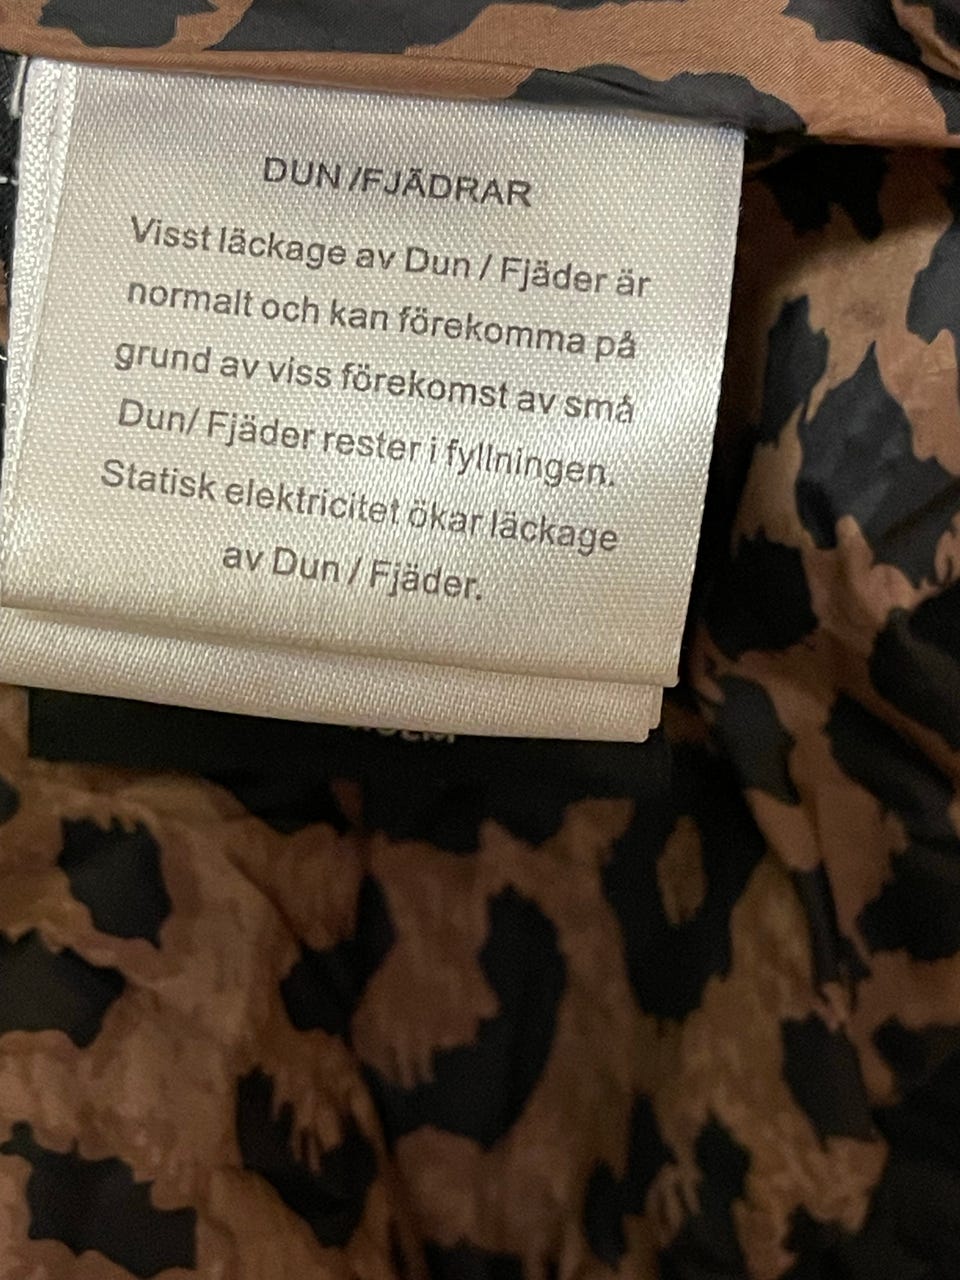 DUN/FJÄDRAR
Visst läckage av Dun / Fjäder är
normalt och kan förekomma på
grund av viss förekomst av små
Dun/ Fjäder rester i fyllningen.
Statisk elektricitet ökar läckage
av Dun / Fjäder.